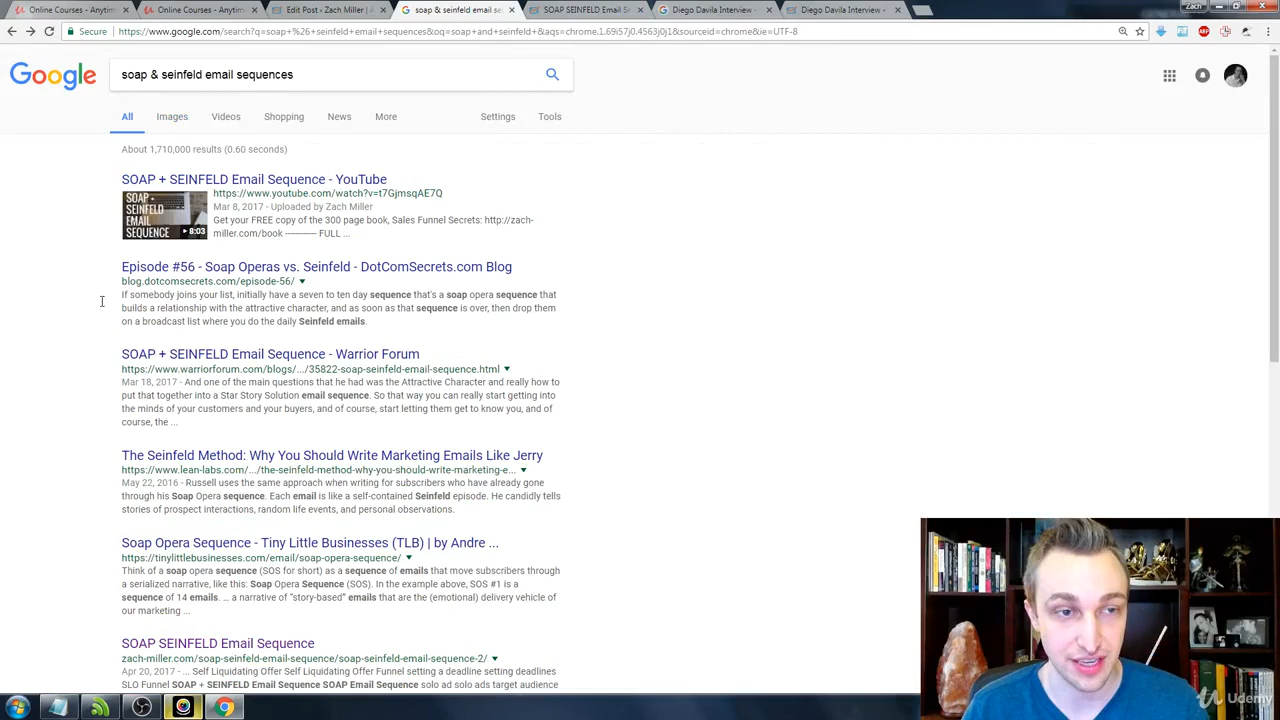 Online Courses - Anytim
Online Courses - Anytim
Edit Post ‹ Zach Miller
soap & seinfeld email se
SOAP SEINFELD Email Se
Diego Davila Interview -
Diego Davila Interview -
Zach
Secure
https://www.google.com/search?q=soap+%26+seinfeld+email+sequences&oq=soap+and+seinfeld+&aqs=chrome.1.69i57j0.4563j0j1&sourceid=chrome&ie=UTF-8
Google
soap & seinfeld email sequences
All Images Videos Shopping News More Settings Tools
About 1,710,000 results (0.60 seconds)
SOAP + SEINFELD Email Sequence - YouTube
https://www.youtube.com/watch?v=t7GjmsqAE7Q
Mar 8, 2017 - Uploaded by Zach Miller
Get your FREE copy of the 300 page book, Sales Funnel Secrets: http://zach-
miller.com/book ----------- FULL ...
SOAP +
SEINFELD
EMAIL
SEQUENCE
8:03
Episode #56 - Soap Operas vs. Seinfeld - DotComSecrets.com Blog
blog.dotcomsecrets.com/episode-56/
If somebody joins your list, initially have a seven to ten day sequence that's a soap opera sequence that
builds a relationship with the attractive character, and as soon as that sequence is over, then drop them
on a broadcast list where you do the daily Seinfeld emails.
SOAP + SEINFELD Email Sequence - Warrior Forum
https://www.warriorforum.com/blogs/.../35822-soap-seinfeld-email-sequence.html
Mar 18, 2017 - And one of the main questions that he had was the Attractive Character and really how to
put that together into a Star Story Solution email sequence. So that way you can really start getting into
the minds of your customers and your buyers, and of course, start letting them get to know you, and of
course, the ...
The Seinfeld Method: Why You Should Write Marketing Emails Like Jerry
https://www.lean-labs.com/.../the-seinfeld-method-why-you-should-write-marketing-e...
May 22, 2016 - Russell uses the same approach when writing for subscribers who have already gone
through his Soap Opera sequence. Each email is like a self-contained Seinfeld episode. He candidly tells
stories of prospect interactions, random life events, and personal observations.
Soap Opera Sequence - Tiny Little Businesses (TLB) | by Andre ...
https://tinylittlebusinesses.com/email/soap-opera-sequence/
Think of a soap opera sequence (SOS for short) as a sequence of emails that move subscribers through
a serialized narrative, like this: Soap Opera Sequence (SOS). In the example above, SOS #1 is a
sequence of 14 emails. ... a narrative of "story-based" emails that are the (emotional) delivery vehicle of
our marketing ...
SOAP SEINFELD Email Sequence
zach-miller.com/soap-seinfeld-email-sequence/soap-seinfeld-email-sequence-2/
Apr 20, 2017 - ... Self Liquidating Offer Self Liquidating Offer Funnel setting a deadline setting deadlines
SLO Funnel SOAP + SEINFELD Email Sequence SOAP Email Sequence solo ad solo ads target audience
Udemy